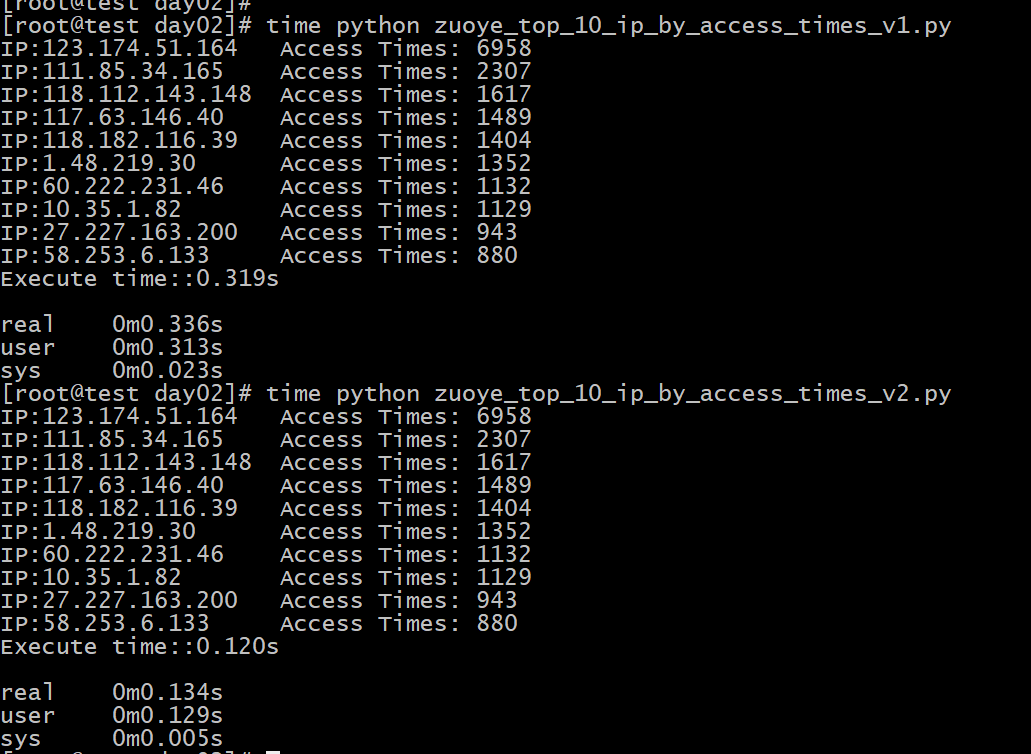 [root@test day02]#
[root@test day02]# time python zuoye_top_10_ip_by_access_times_v1.py
IP:123.174.51.164   Access Times: 6958
IP:111.85.34.165    Access Times: 2307
IP:118.112.143.148  Access Times: 1617
IP:117.63.146.40    Access Times: 1489
IP:118.182.116.39   Access Times: 1404
IP:1.48.219.30      Access Times: 1352
IP:60.222.231.46    Access Times: 1132
IP:10.35.1.82       Access Times: 1129
IP:27.227.163.200   Access Times: 943
IP:58.253.6.133     Access Times: 880
Execute time::0.319s
real    0m0.336s
user    0m0.313s
sys     0m0.023s
[root@test day02]# time python zuoye_top_10_ip_by_access_times_v2.py
IP:123.174.51.164   Access Times: 6958
IP:111.85.34.165    Access Times: 2307
IP:118.112.143.148  Access Times: 1617
IP:117.63.146.40    Access Times: 1489
IP:118.182.116.39   Access Times: 1404
IP:1.48.219.30      Access Times: 1352
IP:60.222.231.46    Access Times: 1132
IP:10.35.1.82       Access Times: 1129
IP:27.227.163.200   Access Times: 943
IP:58.253.6.133     Access Times: 880
Execute time::0.120s
real    0m0.134s
user    0m0.129s
sys     0m0.005s